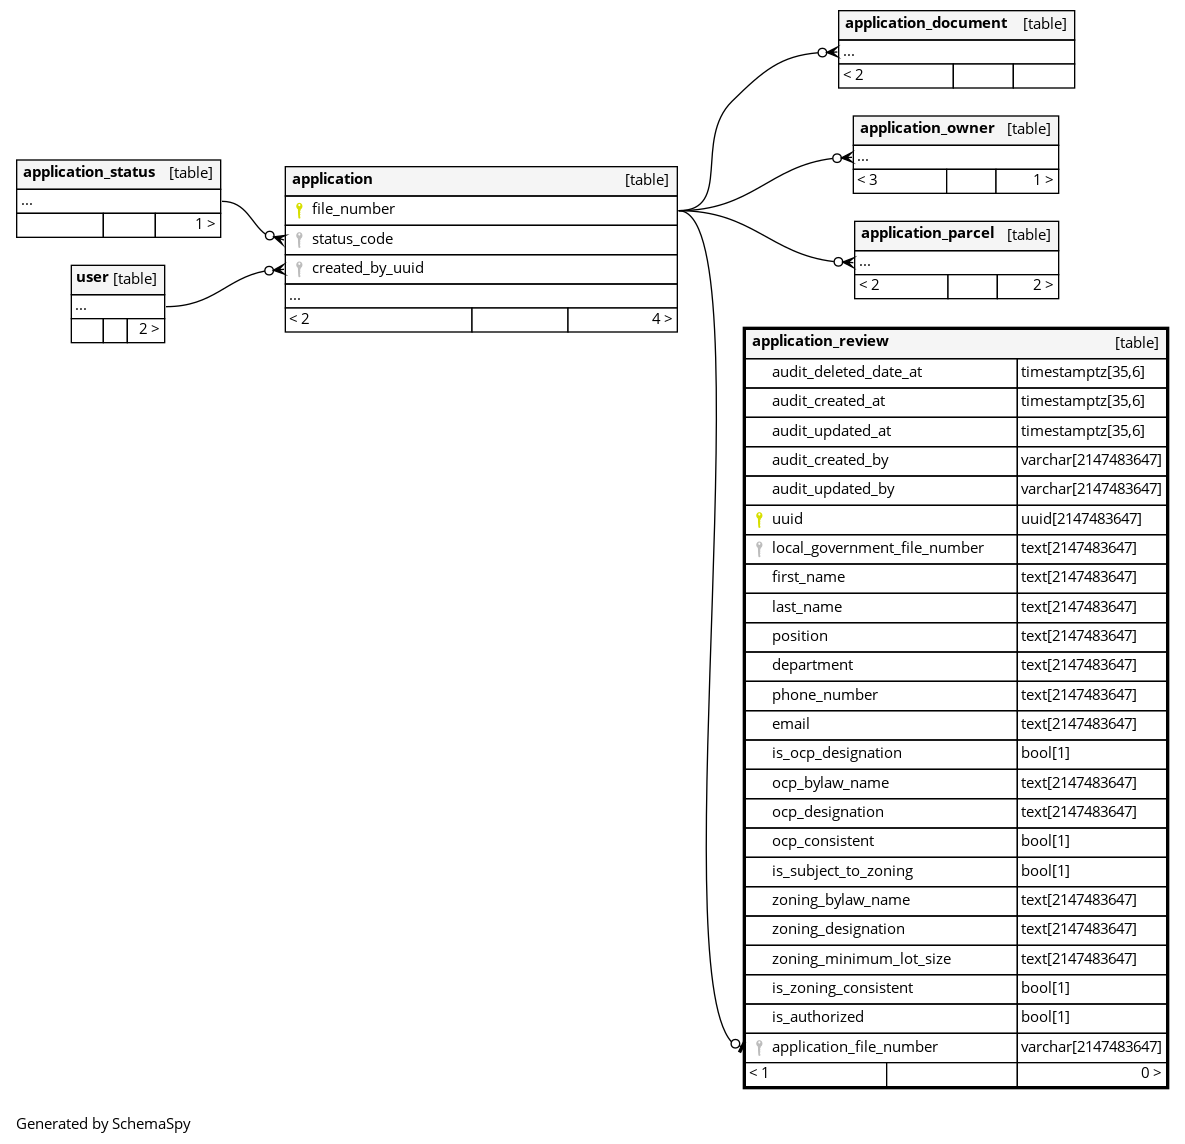 application_document [table]
...
< 2
application_owner [table]
...
< 3 1 >
application_status [table]
...
1 >
application [table]
file_number
status_code
created_by_uuid
...
< 2 4 >
application_parcel [table]
...
< 2 2 >
user [table]
...
2 >
application_review [table]
audit_deleted_date_at timestamptz[35,6]
audit_created_at timestamptz[35,6]
audit_updated_at timestamptz[35,6]
audit_created_by varchar[2147483647]
audit_updated_by varchar[2147483647]
uuid uuid[2147483647]
local_government_file_number text[2147483647]
first_name text[2147483647]
last_name text[2147483647]
position text[2147483647]
department text[2147483647]
phone_number text[2147483647]
email text[2147483647]
is_ocp_designation bool[1]
ocp_bylaw_name text[2147483647]
ocp_designation text[2147483647]
ocp_consistent bool[1]
is_subject_to_zoning bool[1]
zoning_bylaw_name text[2147483647]
zoning_designation text[2147483647]
zoning_minimum_lot_size text[2147483647]
is_zoning_consistent bool[1]
is_authorized bool[1]
application_file_number varchar[2147483647]
< 1 0 >
Generated by SchemaSpy